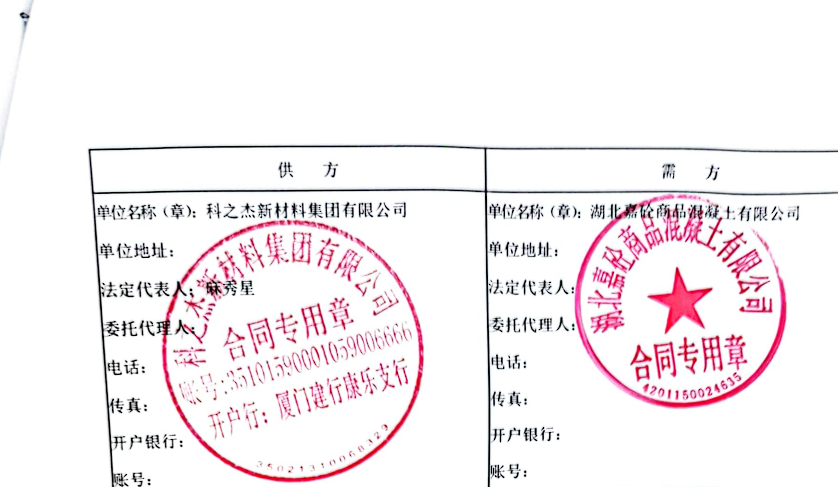 供 方
需 方
单位名称（章）：科之杰新材料集团有限公司
单位名称（章）：湖北嘉砼商品混凝土有限公司
单位地址：
单位地址：
法定代表人：麻秀星
法定代表人：
委托代理人：
委托代理人：
电话：
电话：
传真：
传真：
开户银行：
开户银行：
账号：
账号：
科之杰新材料集团有限公司
合同专用章
账号:35101590001059006666
开户行：厦门建行康乐支行
35021310068329
湖北嘉砼商品混凝土有限公司
合同专用章
4201150024635